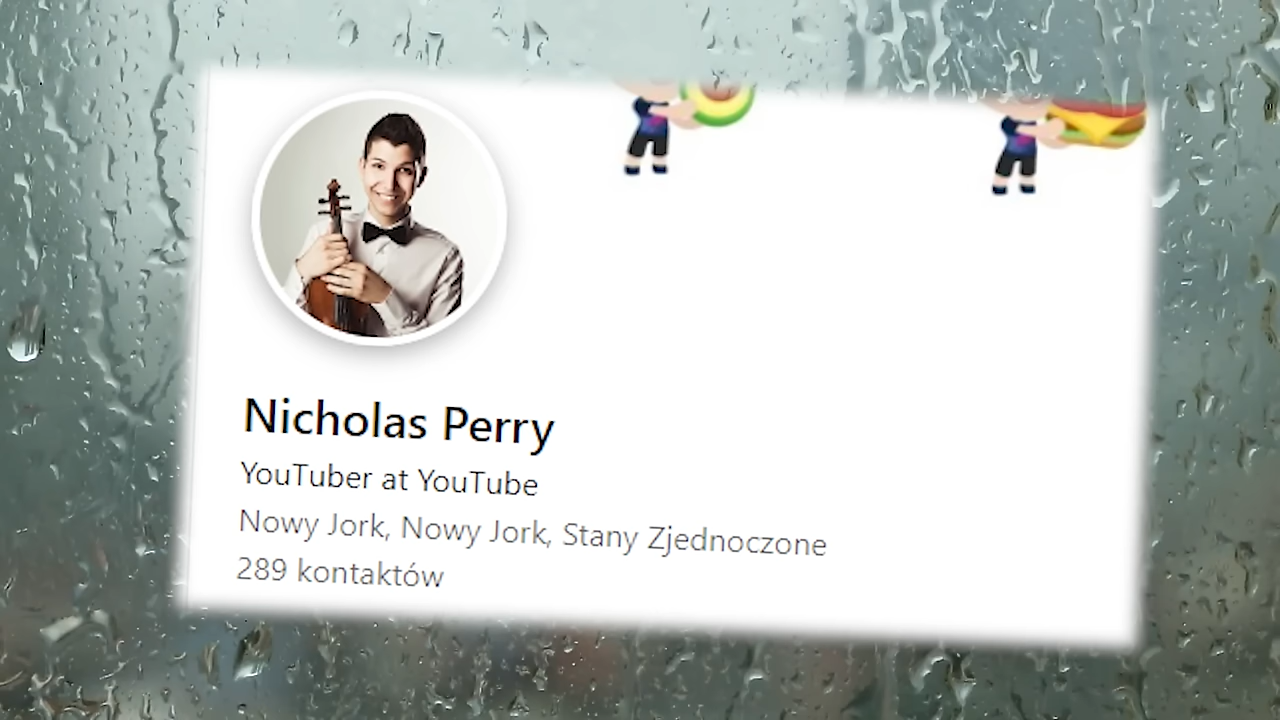 Nicholas Perry
YouTuber at YouTube
Nowy Jork, Nowy Jork, Stany Zjednoczone
289 kontaktów